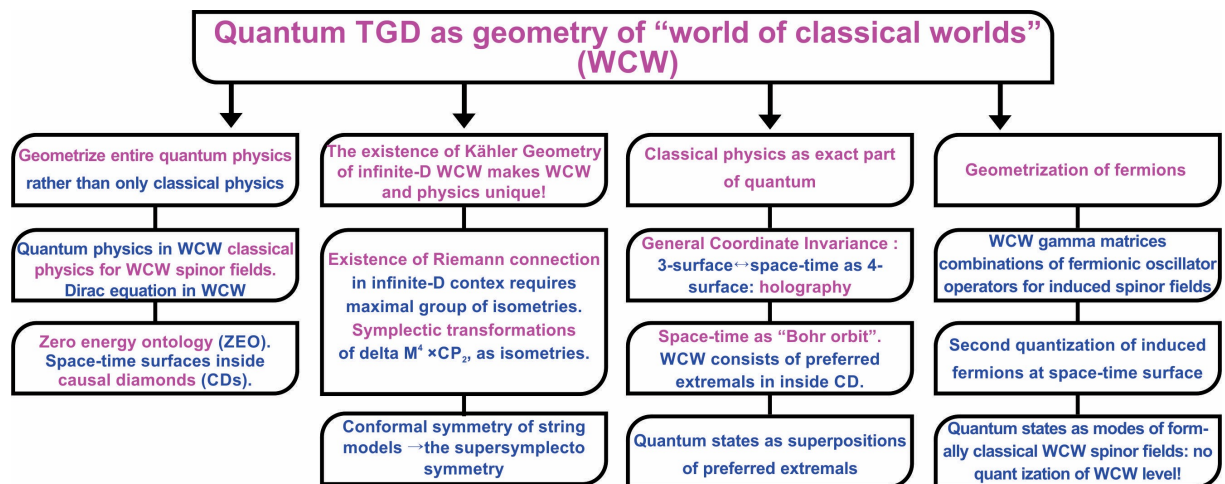 Quantum TGD as geometry of “world of classical worlds”
(WCW)
Geometrize entire quantum physics
rather than only classical physics
Quantum physics in WCW classical
physics for WCW spinor fields.
Dirac equation in WCW
Zero energy ontology (ZEO).
Space-time surfaces inside
causal diamonds (CDs).
The existence of Kähler Geometry
of infinite-D WCW makes WCW
and physics unique!
Existence of Riemann connection
in infinite-D contex requires
maximal group of isometries.
Symplectic transformations
of delta M⁴ ×CP₂, as isometries.
Conformal symmetry of string
models →the supersymplecto
symmetry
Classical physics as exact part
of quantum
General Coordinate Invariance :
3-surface↔space-time as 4-
surface: holography
Space-time as “Bohr orbit”.
WCW consists of preferred
extremals in inside CD.
Quantum states as superpositions
of preferred extremals
Geometrization of fermions
WCW gamma matrices
combinations of fermionic oscillator
operators for induced spinor fields
Second quantization of induced
fermions at space-time surface
Quantum states as modes of form-
ally classical WCW spinor fields: no
quant ization of WCW level!